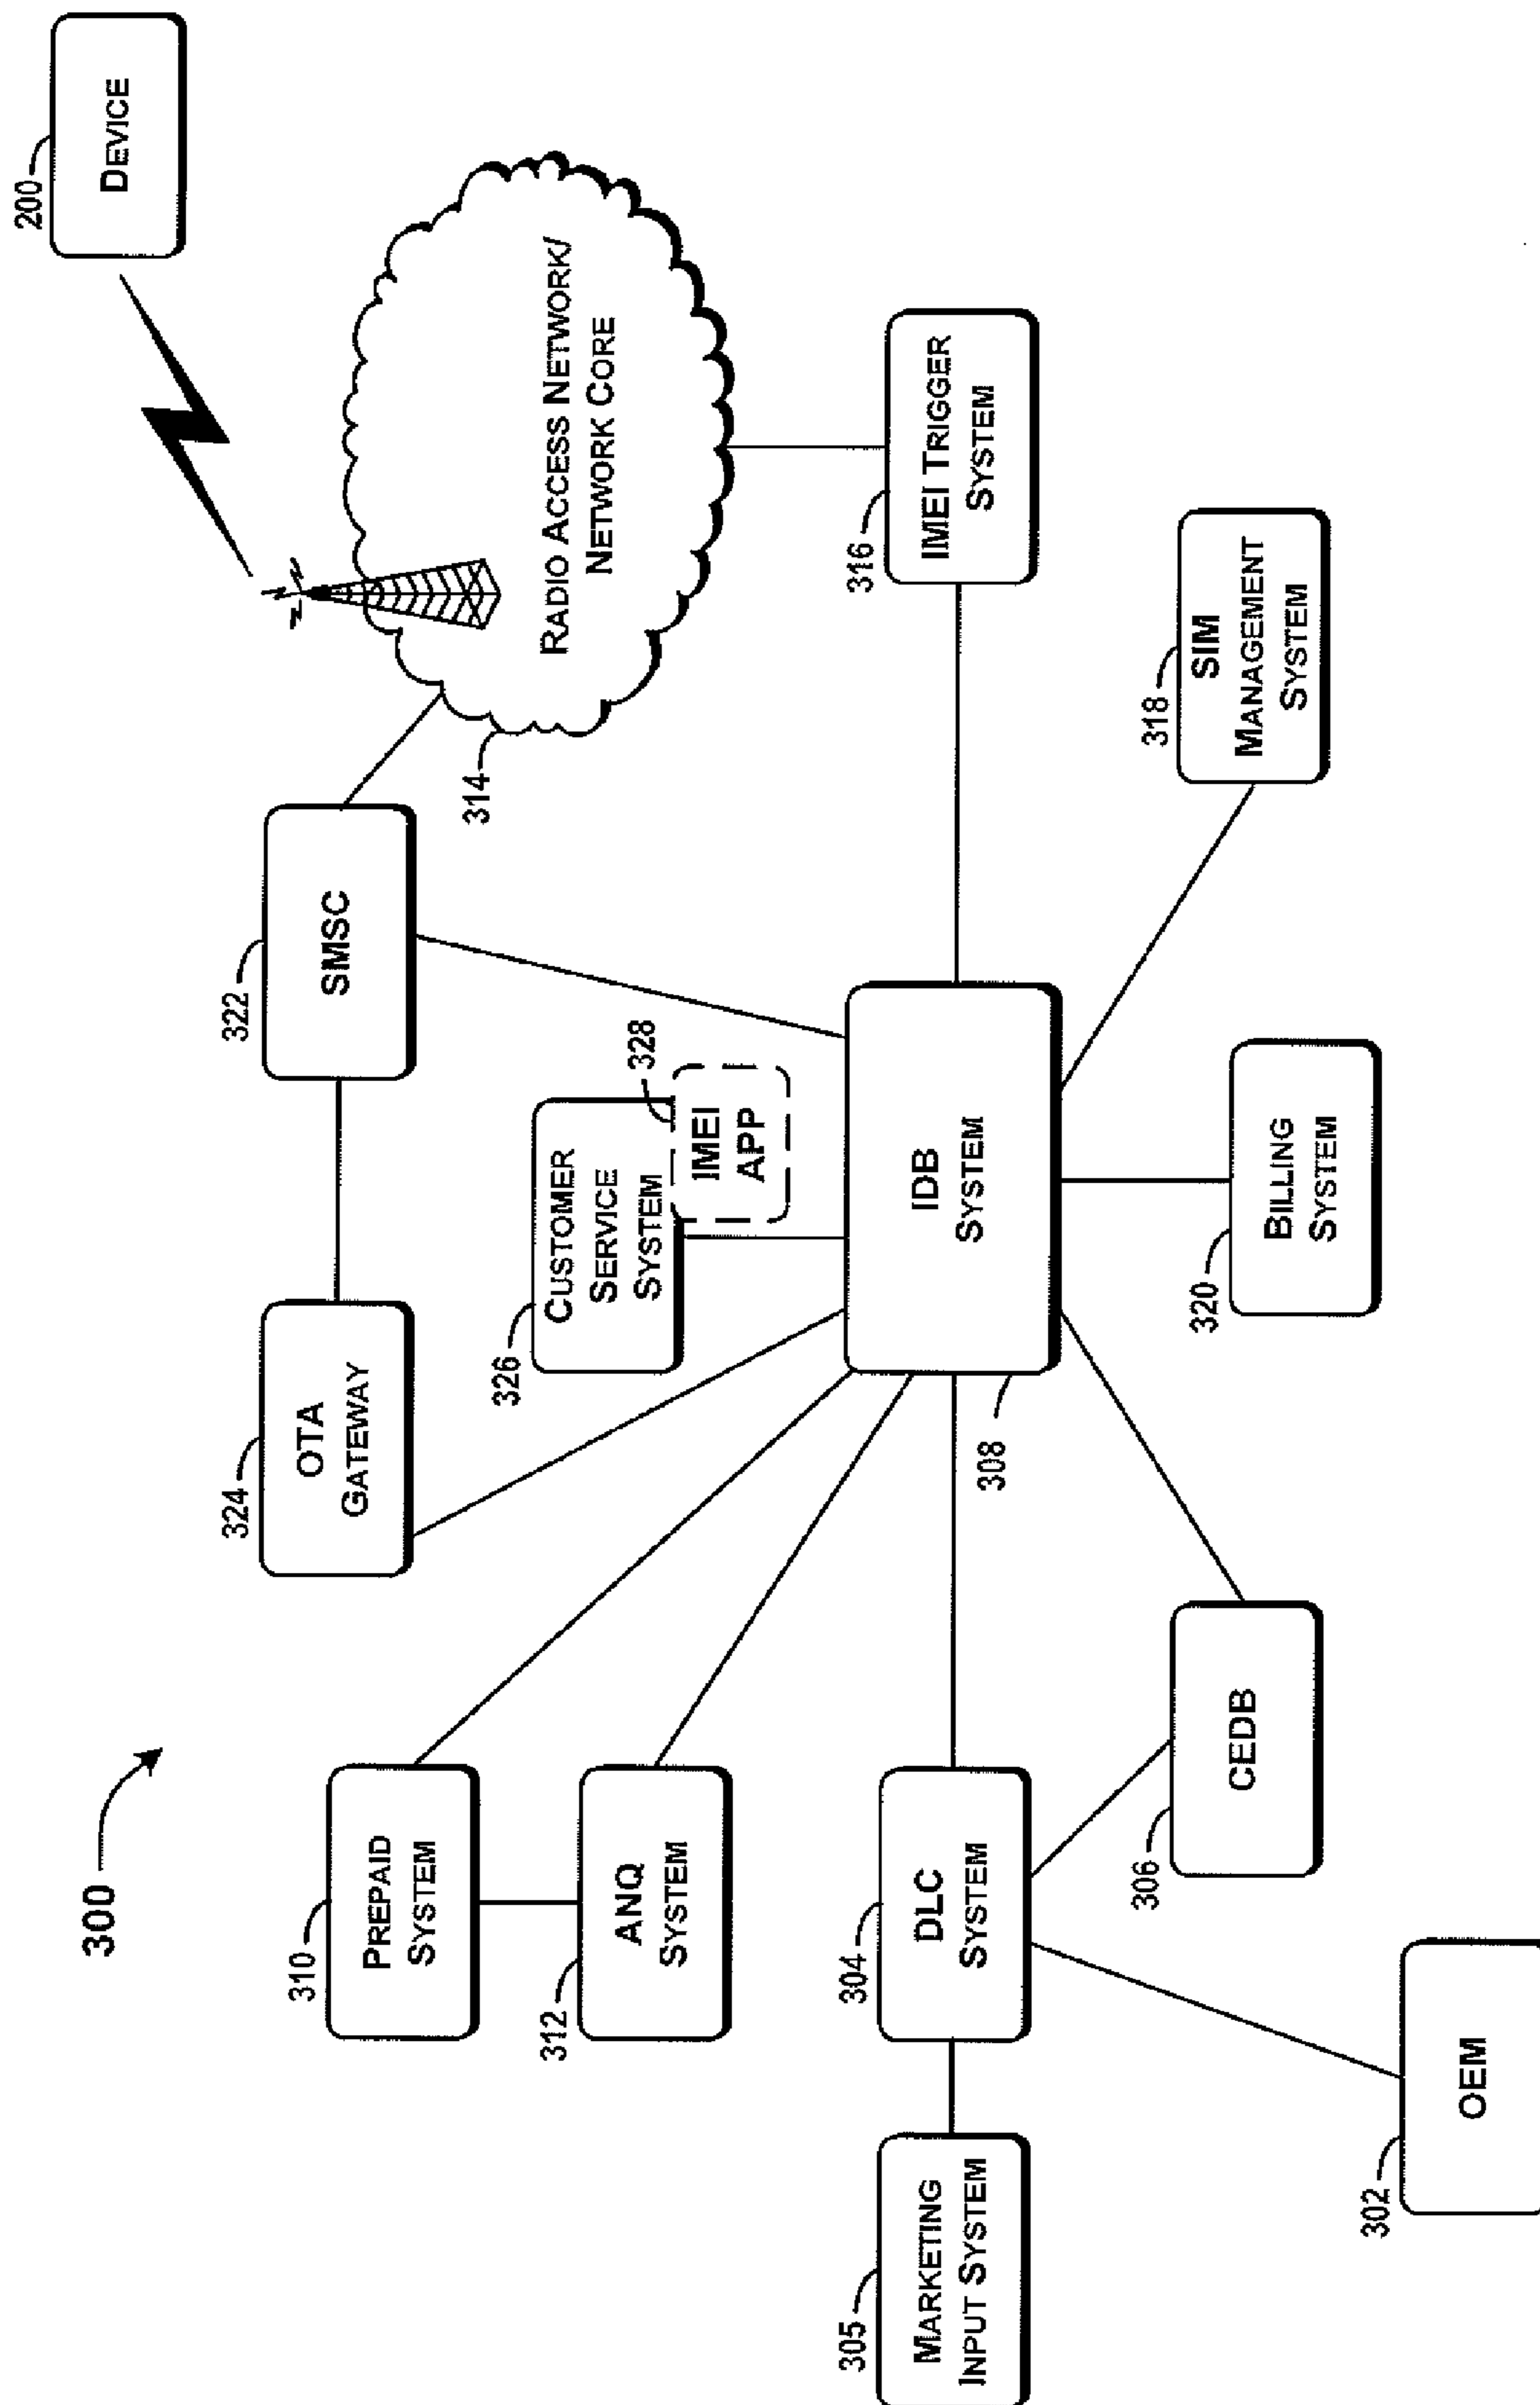 300
200
DEVICE
324
OTA
GATEWAY
322
SMSC
310
PREPAID
SYSTEM
312
ANQ
SYSTEM
326
CUSTOMER
SERVICE
SYSTEM
328
IMEI
APP
314
RADIO ACCESS NETWORK/
NETWORK CORE
305
MARKETING
INPUT SYSTEM
304
DLC
SYSTEM
308
IDB
SYSTEM
316
IMEI TRIGGER
SYSTEM
306
CEDB
320
BILLING
SYSTEM
318
SIM
MANAGEMENT
SYSTEM
302
OEM